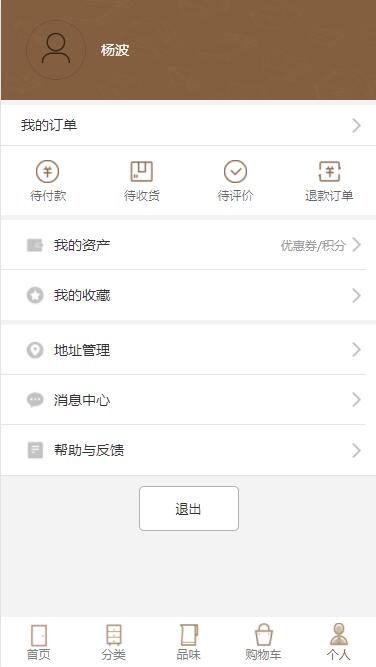 杨波
我的订单
待付款 待收货 待评价 退款订单
我的资产 优惠券/积分
我的收藏
地址管理
消息中心
帮助与反馈
退出
首页 分类 品味 购物车 个人